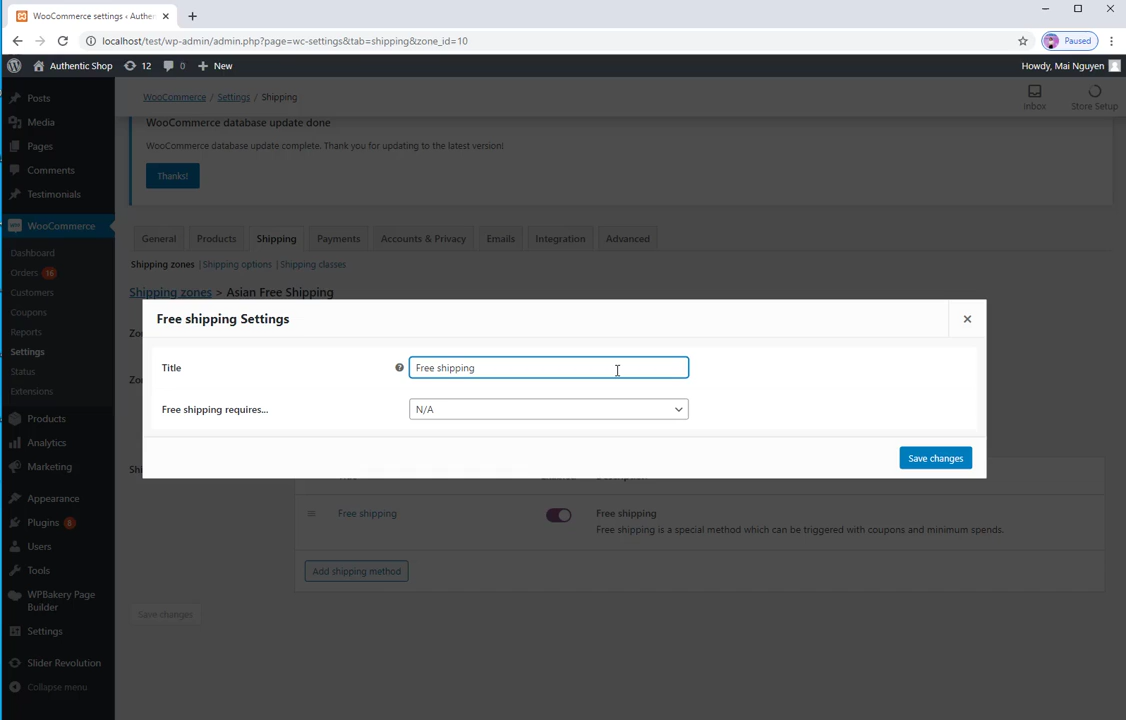 WooCommerce settings ‹ Authen
localhost/test/wp-admin/admin.php?page=wc-settings&tab=shipping&zone_id=10
Paused
Authentic Shop
12
0
New
Howdy, Mai Nguyen
Posts
Media
Pages
Comments
Testimonials
WooCommerce
Dashboard
Orders 16
Customers
Coupons
Reports
Settings
Status
Extensions
Products
Analytics
Marketing
Appearance
Plugins 8
Users
Tools
WPBakery Page
Builder
Settings
Slider Revolution
Collapse menu
WooCommerce / Settings / Shipping
Inbox
Store Setup
WooCommerce database update done
WooCommerce database update complete. Thank you for updating to the latest version!
Thanks!
General Products Shipping Payments Accounts & Privacy Emails Integration Advanced
Shipping zones | Shipping options | Shipping classes
Shipping zones > Asian Free Shipping
Free shipping Settings
Title
Free shipping
Free shipping requires...
N/A
Save changes
Free shipping
Free shipping
Free shipping is a special method which can be triggered with coupons and minimum spends.
Add shipping method
Save changes